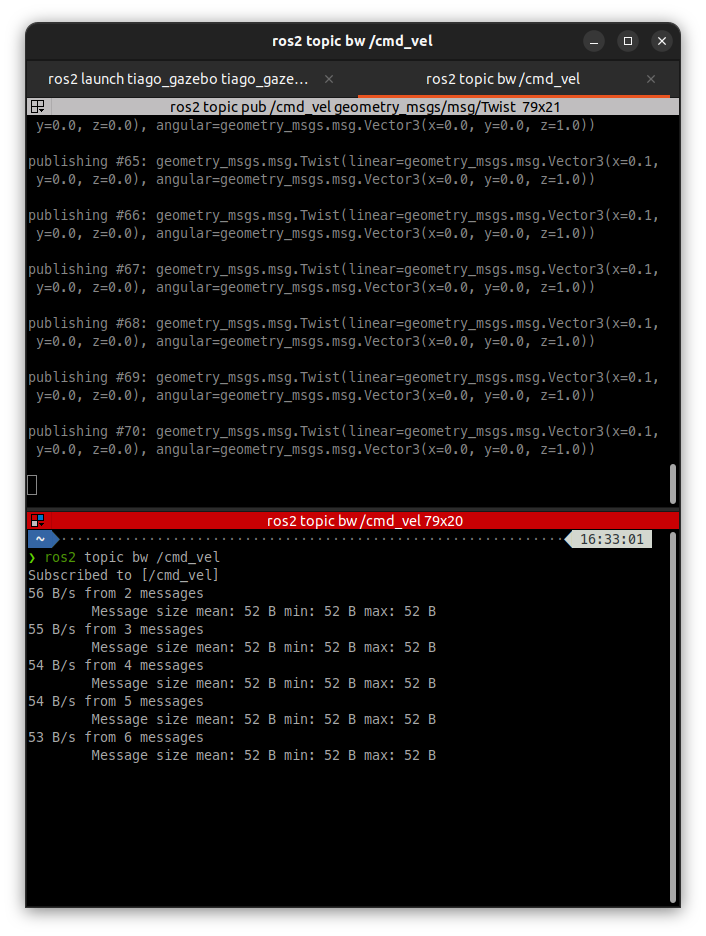 ros2 topic bw /cmd_vel
ros2 launch tiago_gazebo tiago_gaze… ×
ros2 topic bw /cmd_vel ×
ros2 topic pub /cmd_vel geometry_msgs/msg/Twist 79x21
y=0.0, z=0.0), angular=geometry_msgs.msg.Vector3(x=0.0, y=0.0, z=1.0))
publishing #65: geometry_msgs.msg.Twist(linear=geometry_msgs.msg.Vector3(x=0.1,
y=0.0, z=0.0), angular=geometry_msgs.msg.Vector3(x=0.0, y=0.0, z=1.0))
publishing #66: geometry_msgs.msg.Twist(linear=geometry_msgs.msg.Vector3(x=0.1,
y=0.0, z=0.0), angular=geometry_msgs.msg.Vector3(x=0.0, y=0.0, z=1.0))
publishing #67: geometry_msgs.msg.Twist(linear=geometry_msgs.msg.Vector3(x=0.1,
y=0.0, z=0.0), angular=geometry_msgs.msg.Vector3(x=0.0, y=0.0, z=1.0))
publishing #68: geometry_msgs.msg.Twist(linear=geometry_msgs.msg.Vector3(x=0.1,
y=0.0, z=0.0), angular=geometry_msgs.msg.Vector3(x=0.0, y=0.0, z=1.0))
publishing #69: geometry_msgs.msg.Twist(linear=geometry_msgs.msg.Vector3(x=0.1,
y=0.0, z=0.0), angular=geometry_msgs.msg.Vector3(x=0.0, y=0.0, z=1.0))
publishing #70: geometry_msgs.msg.Twist(linear=geometry_msgs.msg.Vector3(x=0.1,
y=0.0, z=0.0), angular=geometry_msgs.msg.Vector3(x=0.0, y=0.0, z=1.0))
ros2 topic bw /cmd_vel 79x20
~ 16:33:01
❯ ros2 topic bw /cmd_vel
Subscribed to [/cmd_vel]
56 B/s from 2 messages
Message size mean: 52 B min: 52 B max: 52 B
55 B/s from 3 messages
Message size mean: 52 B min: 52 B max: 52 B
54 B/s from 4 messages
Message size mean: 52 B min: 52 B max: 52 B
54 B/s from 5 messages
Message size mean: 52 B min: 52 B max: 52 B
53 B/s from 6 messages
Message size mean: 52 B min: 52 B max: 52 B